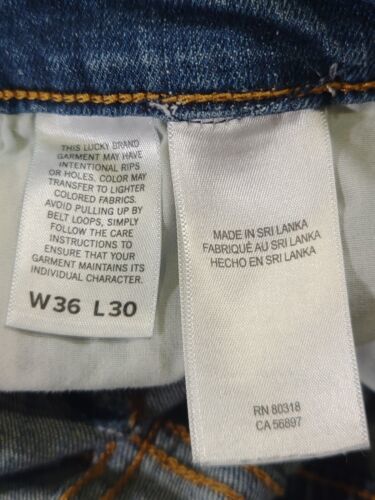 THIS LUCKY BRAND
GARMENT MAY HAVE
INTENTIONAL RIPS
OR HOLES. COLOR MAY
TRANSFER TO LIGHTER
COLORED FABRICS.
AVOID PULLING UP BY
BELT LOOPS, SIMPLY
FOLLOW THE CARE
INSTRUCTIONS TO
ENSURE THAT YOUR
GARMENT MAINTAINS ITS
INDIVIDUAL CHARACTER.
W36 L30
MADE IN SRI LANKA
FABRIQUÉ AU SRI LANKA
HECHO EN SRI LANKA
RN 80318
CA 56897